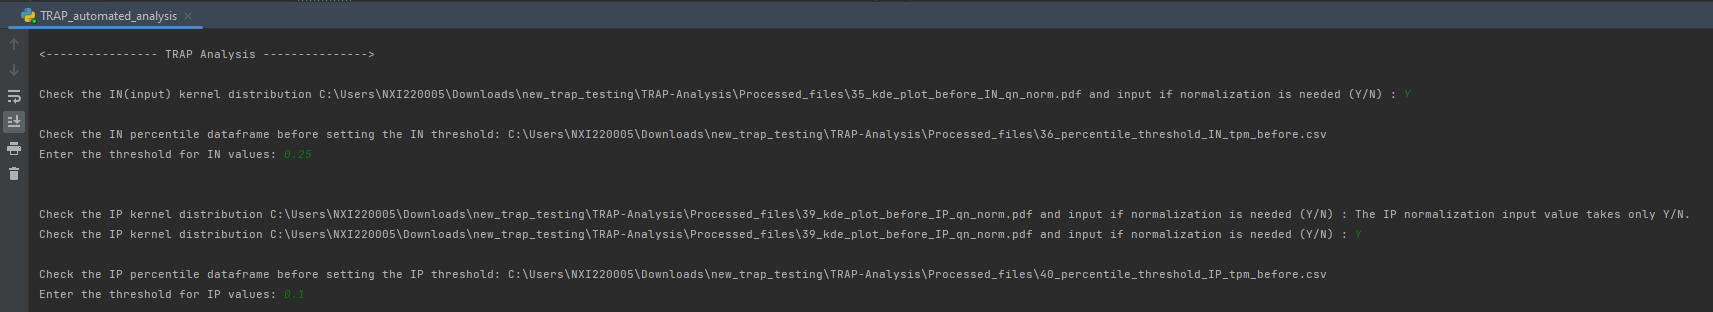 TRAP_automated_analysis
<---------------- TRAP Analysis --------------->
Check the IN(input) kernel distribution C:\Users\NXI220005\Downloads\new_trap_testing\TRAP-Analysis\Processed_files\35_kde_plot_before_IN_qn_norm.pdf and input if normalization is needed (Y/N) : Y
Check the IN percentile dataframe before setting the IN threshold: C:\Users\NXI220005\Downloads\new_trap_testing\TRAP-Analysis\Processed_files\36_percentile_threshold_IN_tpm_before.csv
Enter the threshold for IN values: 0.25
Check the IP kernel distribution C:\Users\NXI220005\Downloads\new_trap_testing\TRAP-Analysis\Processed_files\39_kde_plot_before_IP_qn_norm.pdf and input if normalization is needed (Y/N) : The IP normalization input value takes only Y/N.
Check the IP kernel distribution C:\Users\NXI220005\Downloads\new_trap_testing\TRAP-Analysis\Processed_files\39_kde_plot_before_IP_qn_norm.pdf and input if normalization is needed (Y/N) : Y
Check the IP percentile dataframe before setting the IP threshold: C:\Users\NXI220005\Downloads\new_trap_testing\TRAP-Analysis\Processed_files\40_percentile_threshold_IP_tpm_before.csv
Enter the threshold for IP values: 0.1